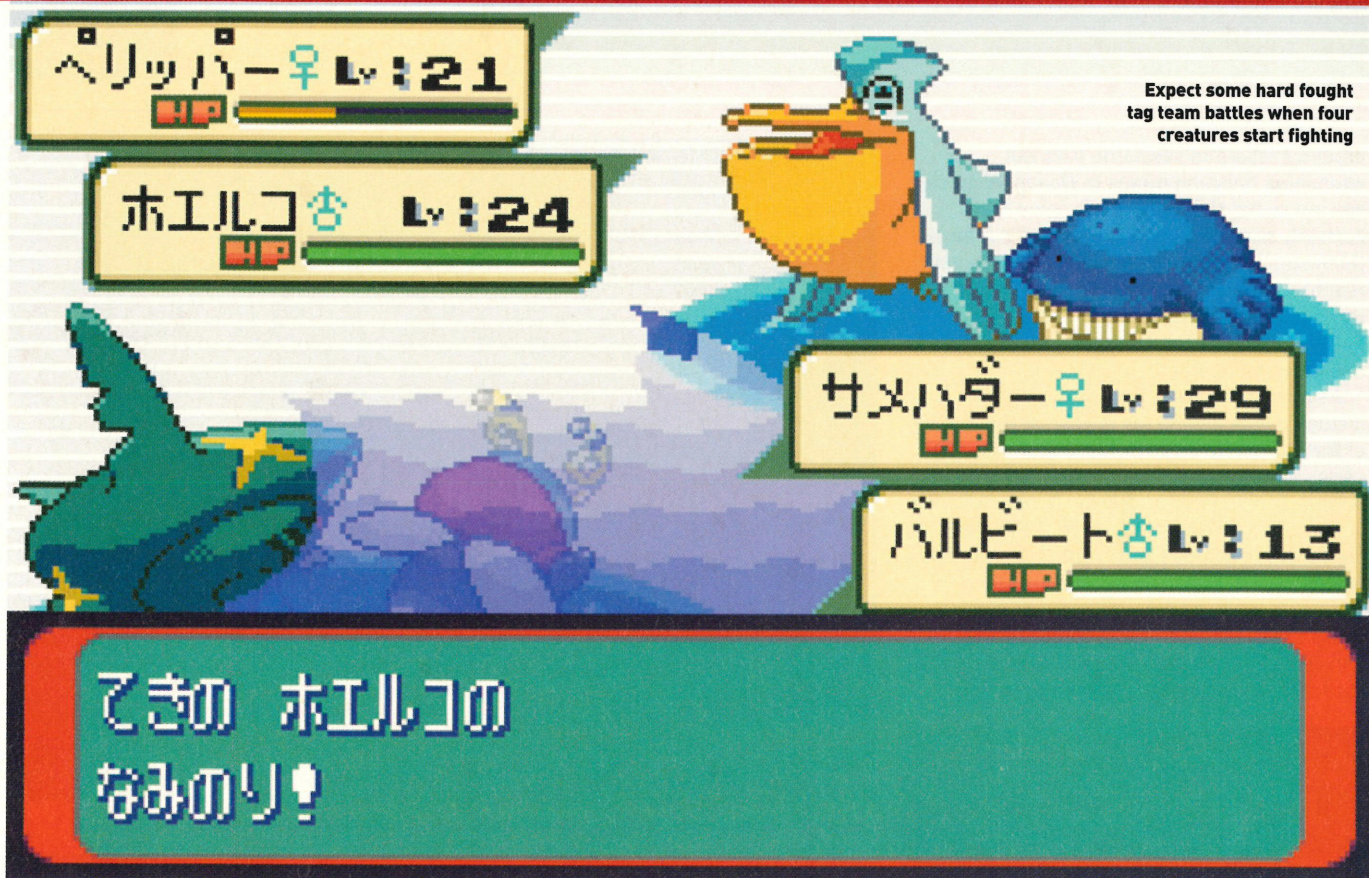 ペリッパー♀ Lv:21
HP
ホエルコ♂ Lv:24
HP
Expect some hard fought
tag team battles when four
creatures start fighting
サメハダー♀ Lv:29
HP
バルビート♂ Lv:13
HP
てきの ホエルコの
なみのり!